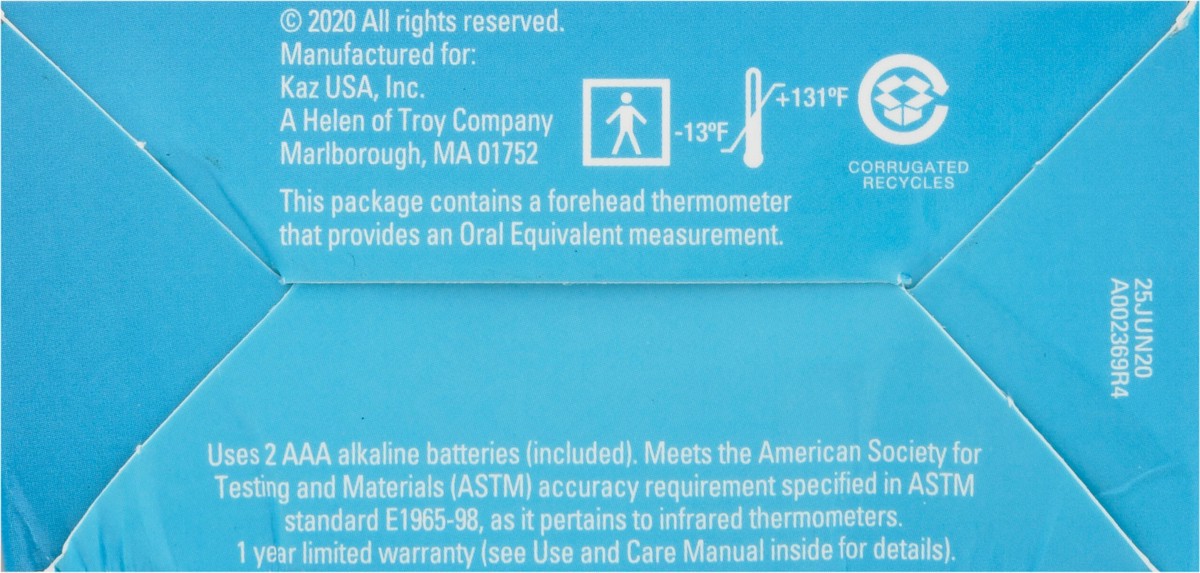 © 2020 All rights reserved.
Manufactured for:
Kaz USA, Inc.
A Helen of Troy Company
Marlborough, MA 01752
-13ºF
+131ºF
CORRUGATED
RECYCLES
This package contains a forehead thermometer
that provides an Oral Equivalent measurement.
25JUN20
A002369R4
Uses 2 AAA alkaline batteries (included). Meets the American Society for
Testing and Materials (ASTM) accuracy requirement specified in ASTM
standard E1965-98, as it pertains to infrared thermometers.
1 year limited warranty (see Use and Care Manual inside for details).